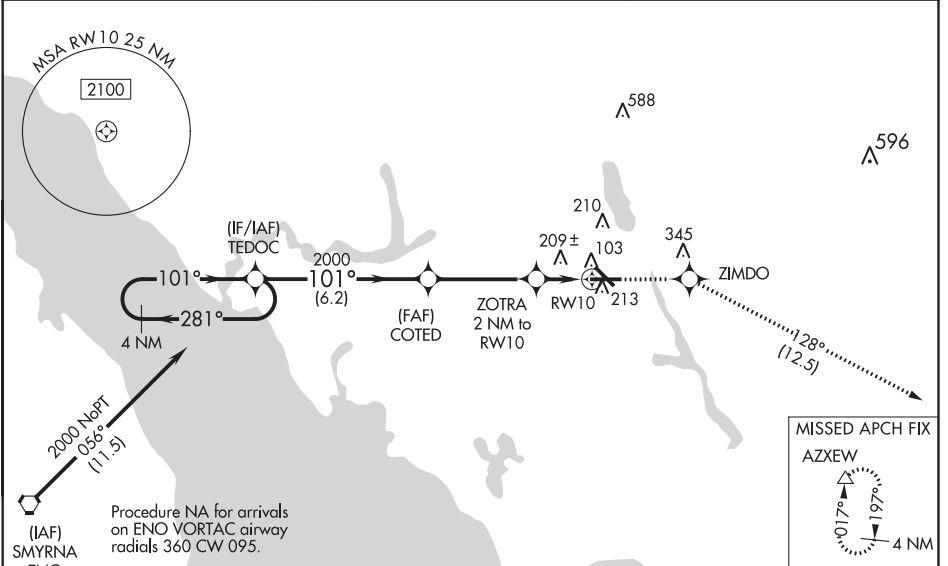 MSA RW10 25 NM
2100
588
596
(IF/IAF)
TEDOC
210
209±
103
345
101°
2000
101°
(6.2)
ZIMDO
281°
4 NM
(FAF)
COTED
ZOTRA
2 NM to
RW10
RW10
213
128°
(12.5)
2000 NoPT
056°
(11.5)
(IAF)
SMYRNA
Procedure NA for arrivals
on ENO VORTAC airway
radials 360 CW 095.
MISSED APCH FIX
AZXEW
017°
197°
4 NM